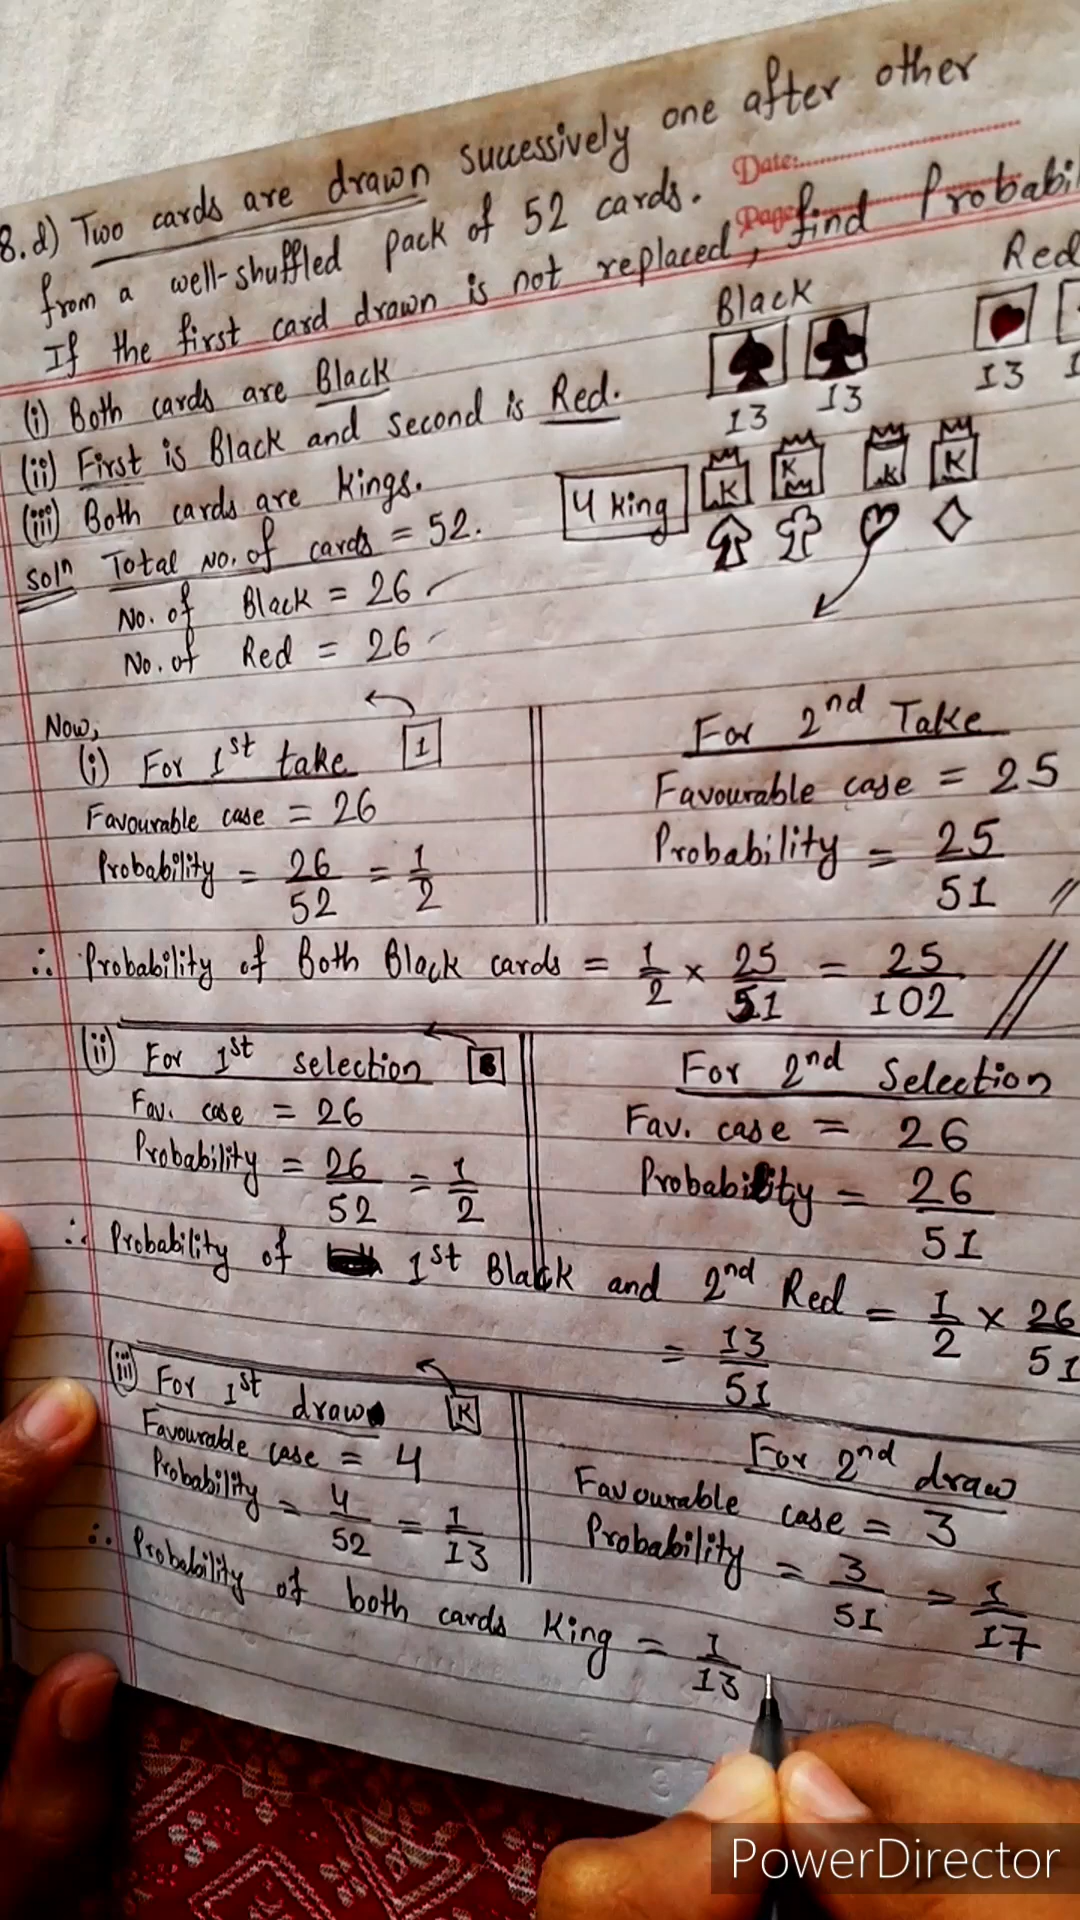 8.d) Two cards are drawn successively one after other
Date:
from a well-shuffled pack of 52 cards.
Page
If the first card drawn is not replaced, find Probabil
Black
Red
13
13
13
(i) Both cards are Black
(ii) First is Black and second is Red.
(iii) Both cards are kings.
4 king
K K K K
Soln Total No. of cards = 52.
No. of Black = 26
No. of Red = 26
Now,
(i) For 1st take 1
Favourable case = 26
Probability = 26/52 = 1/2
For 2nd Take
Favourable case = 25
Probability = 25/51
∴ Probability of Both Black cards = 1/2 × 25/51 = 25/102
(ii) For 1st selection B
Fav. case = 26
Probability = 26/52 = 1/2
For 2nd Selection
Fav. case = 26
Probability = 26/51
∴ Probability of 1st Black and 2nd Red = 1/2 × 26/51
= 13/51
(iii) For 1st draw K
Favourable case = 4
Probability = 4/52 = 1/13
For 2nd draw
Favourable case = 3
Probability = 3/51 = 1/17
∴ Probability of both cards King = 1/13
PowerDirector